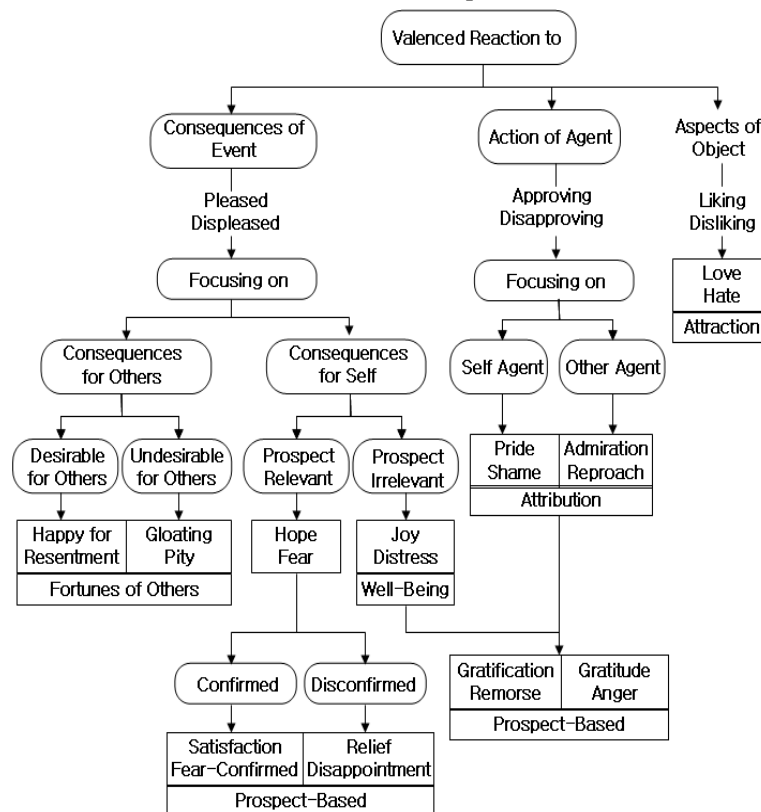 Valenced Reaction to
Consequences of
Event
Action of Agent
Aspects of
Object
Pleased
Displeased
Approving
Disapproving
Liking
Disliking
Focusing on
Focusing on
Love
Hate
Attraction
Consequences
for Others
Consequences
for Self
Self Agent
Other Agent
Desirable
for Others
Undesirable
for Others
Prospect
Relevant
Prospect
Irrelevant
Pride
Shame
Admiration
Reproach
Attribution
Happy for
Resentment
Gloating
Pity
Fortunes of Others
Hope
Fear
Joy
Distress
Well-Being
Confirmed
Disconfirmed
Gratification
Remorse
Gratitude
Anger
Prospect-Based
Satisfaction
Fear-Confirmed
Relief
Disappointment
Prospect-Based